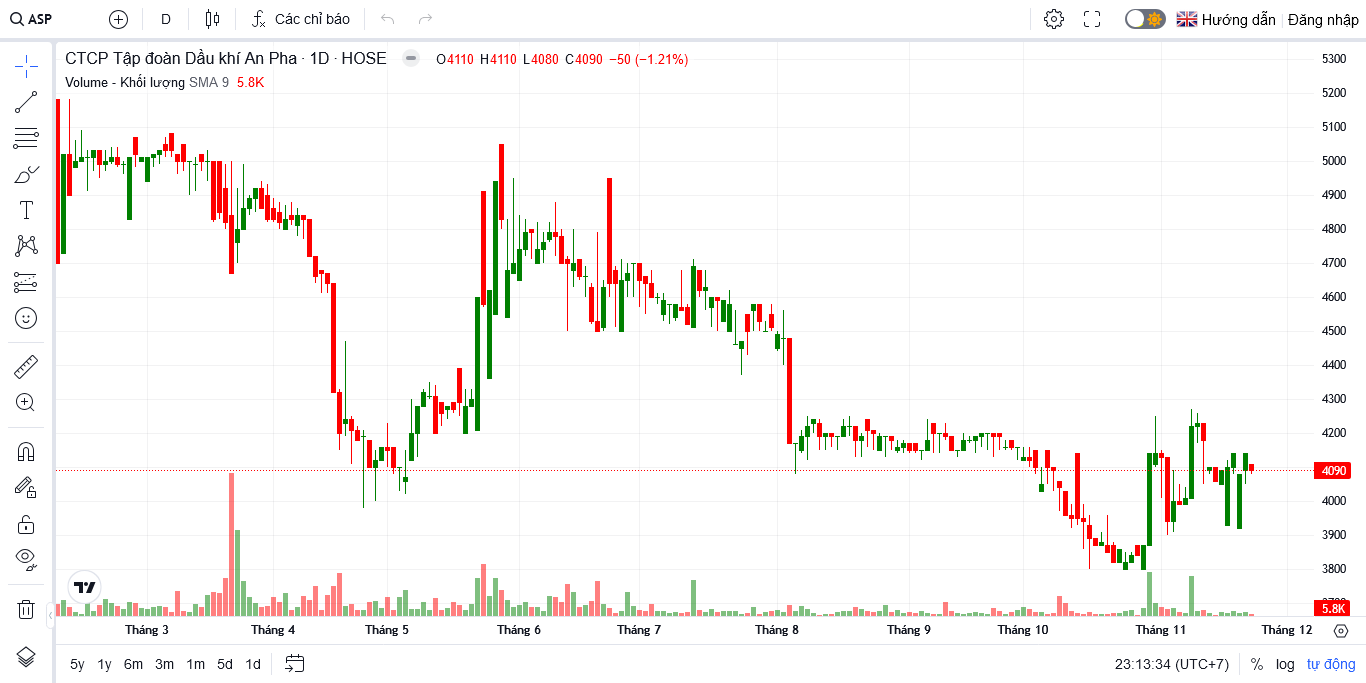 ASP D Các chỉ báo Hướng dẫn Đăng nhập
CTCP Tập đoàn Dầu khí An Pha · 1D · HOSE O4110 H4110 L4080 C4090 −50 (−1.21%)
Volume - Khối lượng SMA 9 5.8K
5300
5200
5100
5000
4900
4800
4700
4600
4500
4400
4300
4200
4090
4000
3900
3800
5.8K
Tháng 3 Tháng 4 Tháng 5 Tháng 6 Tháng 7 Tháng 8 Tháng 9 Tháng 10 Tháng 11 Tháng 12
5y 1y 6m 3m 1m 5d 1d 23:13:34 (UTC+7) % log tự động